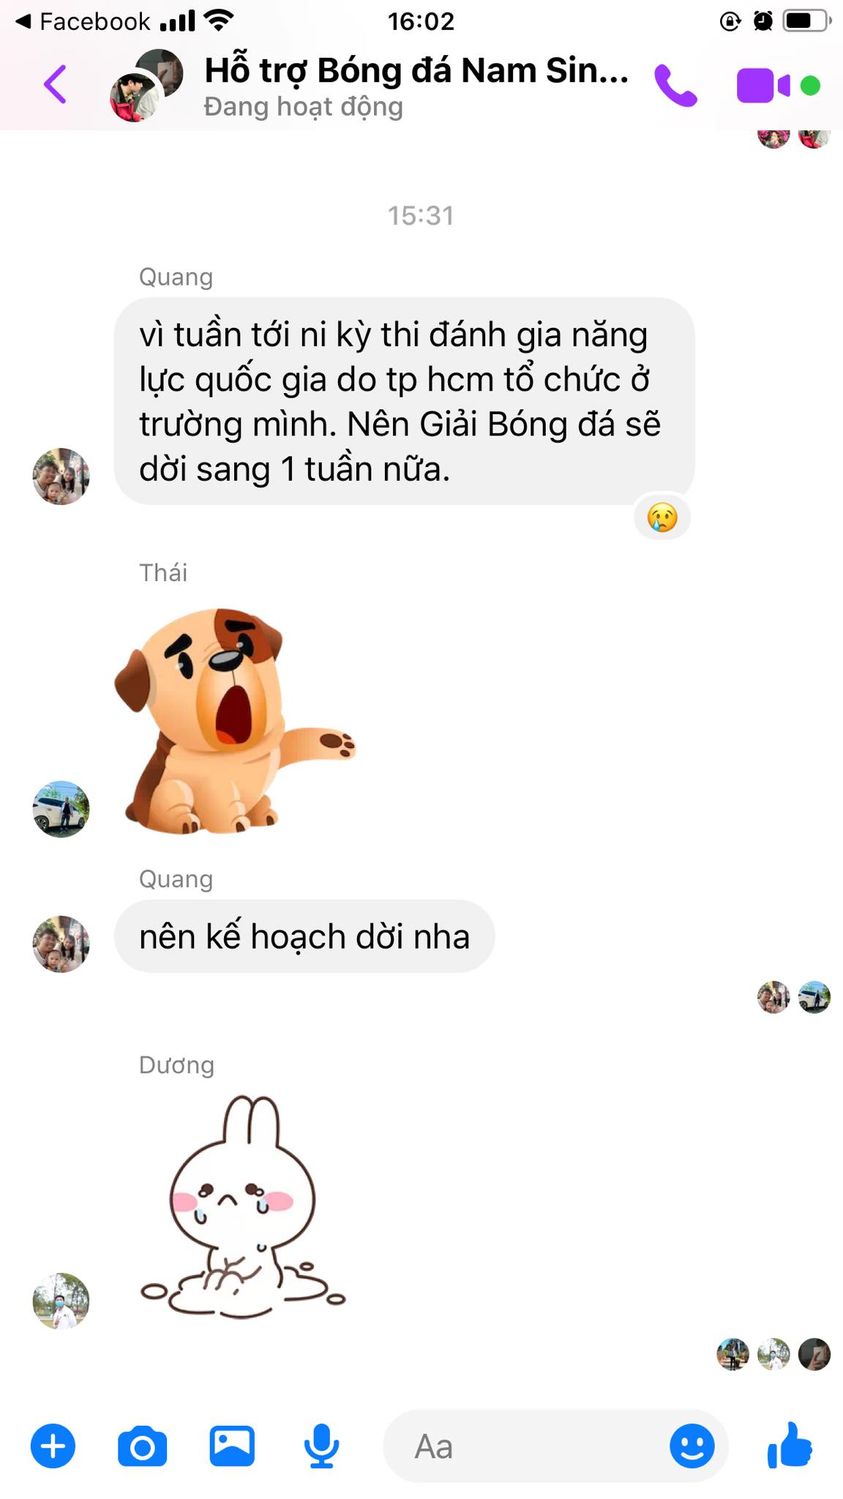 Facebook
16:02
Hỗ trợ Bóng đá Nam Sin...
Đang hoạt động
15:31
Quang
vì tuần tới ni kỳ thi đánh gia năng
lực quốc gia do tp hcm tổ chức ở
trường mình. Nên Giải Bóng đá sẽ
dời sang 1 tuần nữa.
Thái
Quang
nên kế hoạch dời nha
Dương
Aa